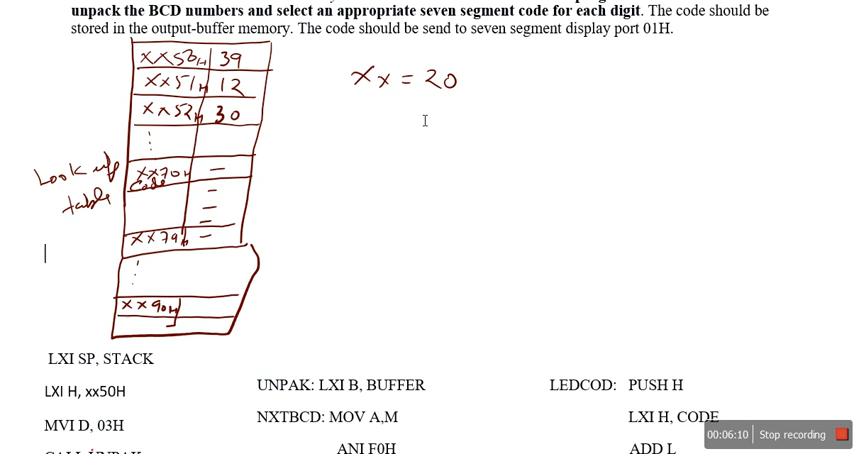 unpack the BCD numbers and select an appropriate seven segment code for each digit. The code should be
stored in the output-buffer memory. The code should be send to seven segment display port 01H.
XX50H 39
XX51H 12
XX52H 30
XX = 20
Look up
table
XX70H
Code
XX79H
XX90H
LXI SP, STACK
LXI H, xx50H
MVI D, 03H
UNPAK: LXI B, BUFFER
NXTBCD: MOV A,M
ANI F0H
LEDCOD: PUSH H
LXI H, CODE
ADD L
00:06:10 Stop recording